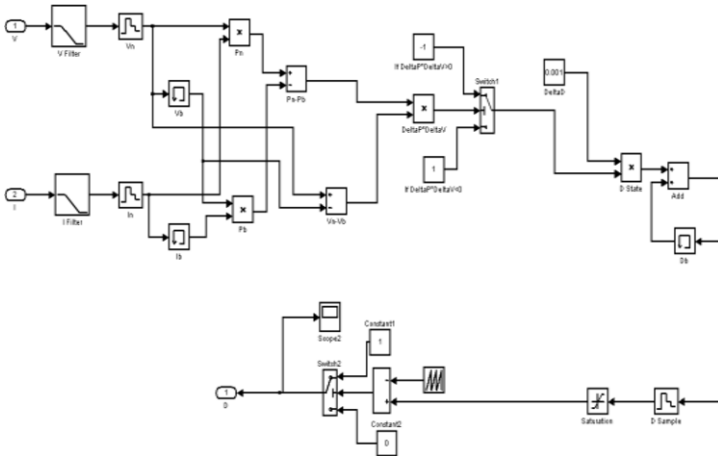 1
V
V Filter
Vn
Pn
-1
If DeltaP*DeltaV>0
Switch1
0.001
DeltaD
Vb
Pn-Pb
DeltaP*DeltaV
1
If DeltaP*DeltaV<0
D State
Add
2
I
I Filter
In
Ib
Pb
Vn-Vb
Db
Scope2
Constant1
1
Switch2
1
D
Constant2
0
Satuution
D Sample